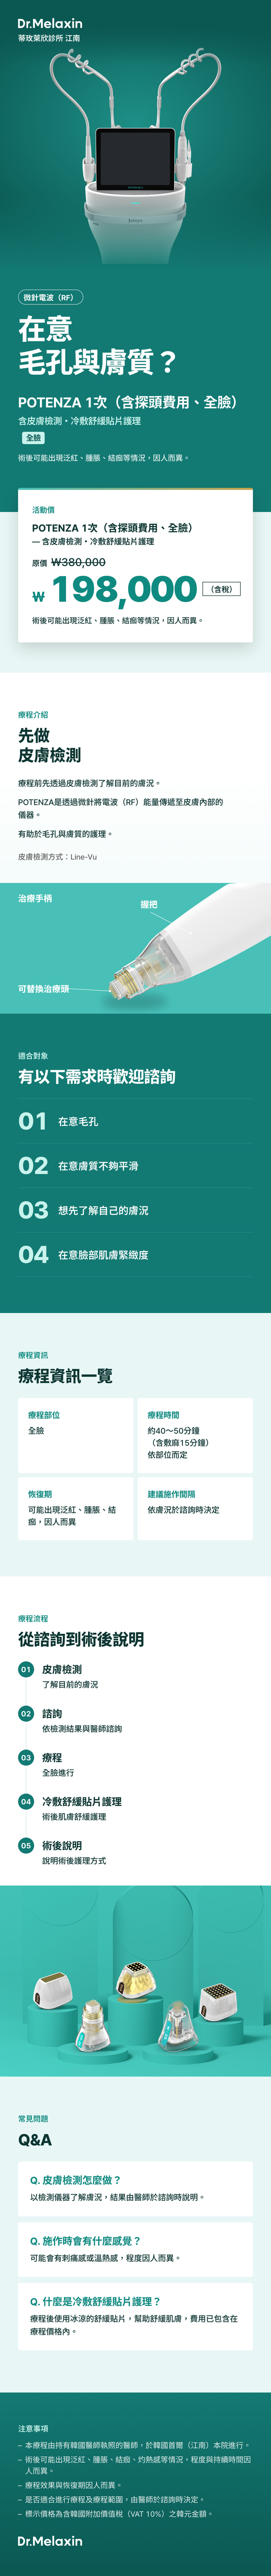 Dr.Melaxin
蒂玫萊欣診所 江南
微針電波（RF）
在意
毛孔與膚質？
POTENZA 1次（含探頭費用、全臉）
含皮膚檢測・冷敷舒緩貼片護理
全臉
術後可能出現泛紅、腫脹、結痂等情況，因人而異。
活動價
POTENZA 1次（含探頭費用、全臉）
— 含皮膚檢測・冷敷舒緩貼片護理
原價 ₩380,000
₩ 198,000 （含稅）
術後可能出現泛紅、腫脹、結痂等情況，因人而異。
療程介紹
先做
皮膚檢測
療程前先透過皮膚檢測了解目前的膚況。
POTENZA是透過微針將電波（RF）能量傳遞至皮膚內部的
儀器。
有助於毛孔與膚質的護理。
皮膚檢測方式：Line-Vu
治療手柄
握把
可替換治療頭
適合對象
有以下需求時歡迎諮詢
01 在意毛孔
02 在意膚質不夠平滑
03 想先了解自己的膚況
04 在意臉部肌膚緊緻度
療程資訊
療程資訊一覽
療程部位
全臉
療程時間
約40～50分鐘
（含敷麻15分鐘）
依部位而定
恢復期
可能出現泛紅、腫脹、結
痂，因人而異
建議施作間隔
依膚況於諮詢時決定
療程流程
從諮詢到術後說明
01 皮膚檢測
了解目前的膚況
02 諮詢
依檢測結果與醫師諮詢
03 療程
全臉進行
04 冷敷舒緩貼片護理
術後肌膚舒緩護理
05 術後說明
說明術後護理方式
常見問題
Q&A
Q. 皮膚檢測怎麼做？
以檢測儀器了解膚況，結果由醫師於諮詢時說明。
Q. 施作時會有什麼感覺？
可能會有刺痛感或溫熱感，程度因人而異。
Q. 什麼是冷敷舒緩貼片護理？
療程後使用冰涼的舒緩貼片，幫助舒緩肌膚，費用已包含在
療程價格內。
注意事項
– 本療程由持有韓國醫師執照的醫師，於韓國首爾（江南）本院進行。
– 術後可能出現泛紅、腫脹、結痂、灼熱感等情況，程度與持續時間因
人而異。
– 療程效果與恢復期因人而異。
– 是否適合進行療程及療程範圍，由醫師於諮詢時決定。
– 標示價格為含韓國附加價值稅（VAT 10%）之韓元金額。
Dr.Melaxin